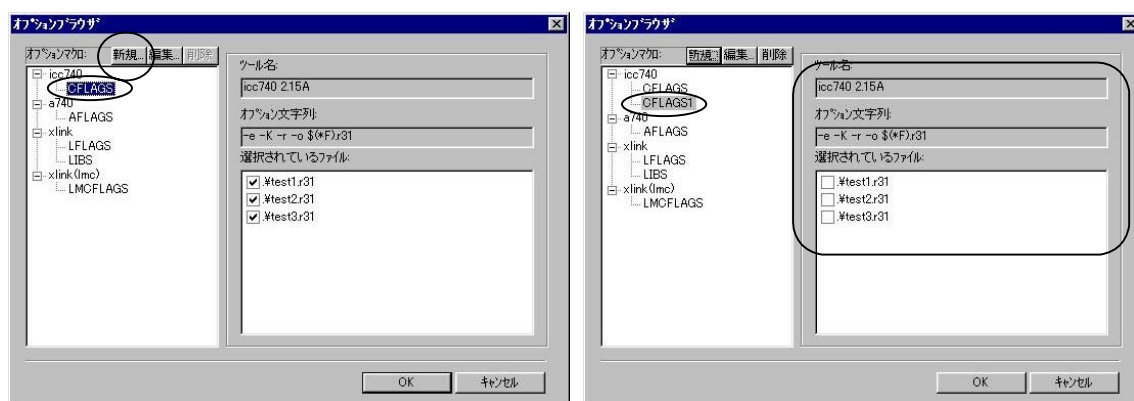 ｵﾌﾟｼｮﾝﾌﾞﾗｳｻﾞ
ｵﾌﾟｼｮﾝﾏｸﾛ: 新規... 編集... 削除
icc740
CFLAGS
a740
AFLAGS
xlink
LFLAGS
LIBS
xlink(lmc)
LMCFLAGS
ﾂｰﾙ名:
icc740 2.15A
ｵﾌﾟｼｮﾝ文字列:
-e -K -r -o $(*F).r31
選択されているﾌｧｲﾙ:
.¥test1.r31
.¥test2.r31
.¥test3.r31
OK ｷｬﾝｾﾙ
ｵﾌﾟｼｮﾝﾌﾞﾗｳｻﾞ
ｵﾌﾟｼｮﾝﾏｸﾛ: 新規... 編集... 削除
icc740
CFLAGS
CFLAGS1
a740
AFLAGS
xlink
LFLAGS
LIBS
xlink(lmc)
LMCFLAGS
ﾂｰﾙ名:
icc740 2.15A
ｵﾌﾟｼｮﾝ文字列:
-e -K -r -o $(*F).r31
選択されているﾌｧｲﾙ:
.¥test1.r31
.¥test2.r31
.¥test3.r31
OK ｷｬﾝｾﾙ